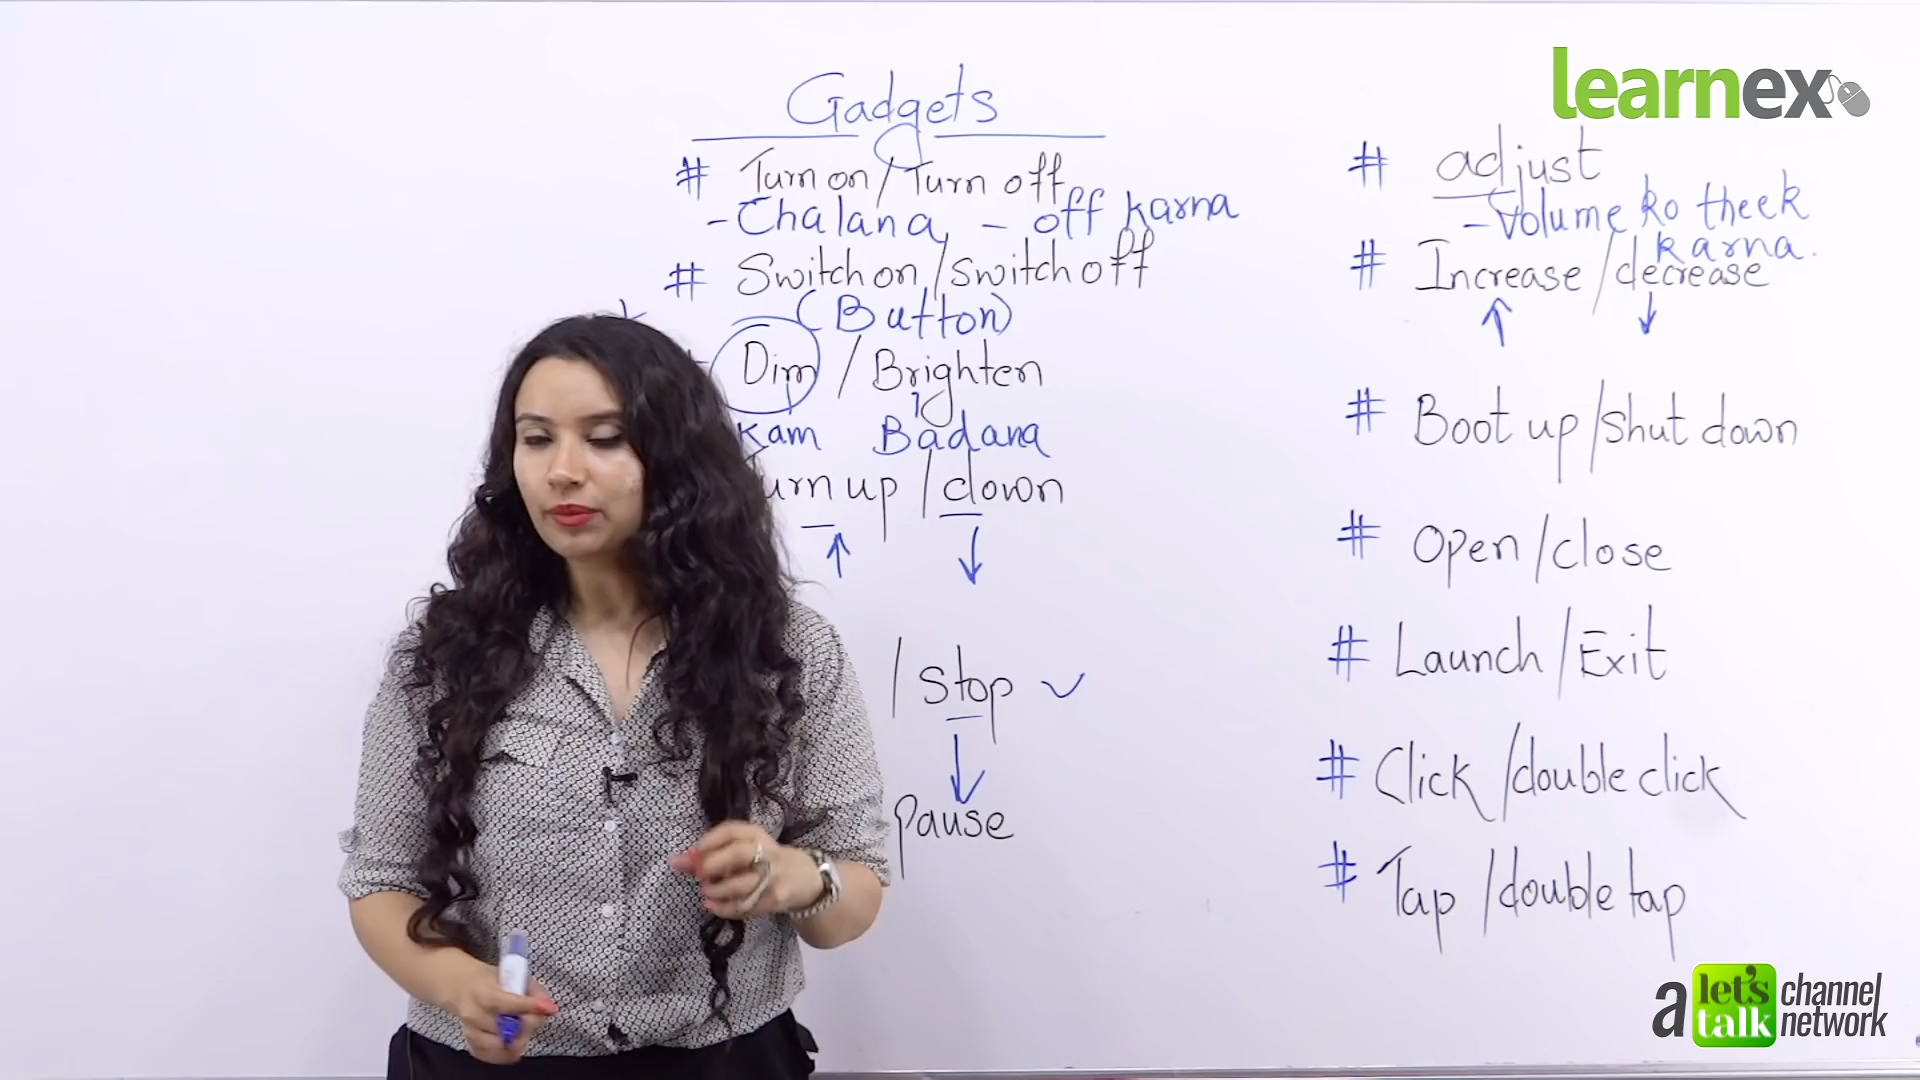 Gadgets
# Turn on / Turn off
- Chalana - off karna
# Switch on / Switch off
(Button)
Dim / Brighten
Kam Badana
urn up / down
/ Stop
Pause
learnex
# adjust
- Volume ko theek
karna.
# Increase / decrease
# Boot up / Shut down
# Open / close
# Launch / Exit
# Click / double click
# Tap / double tap
a let's talk channel network